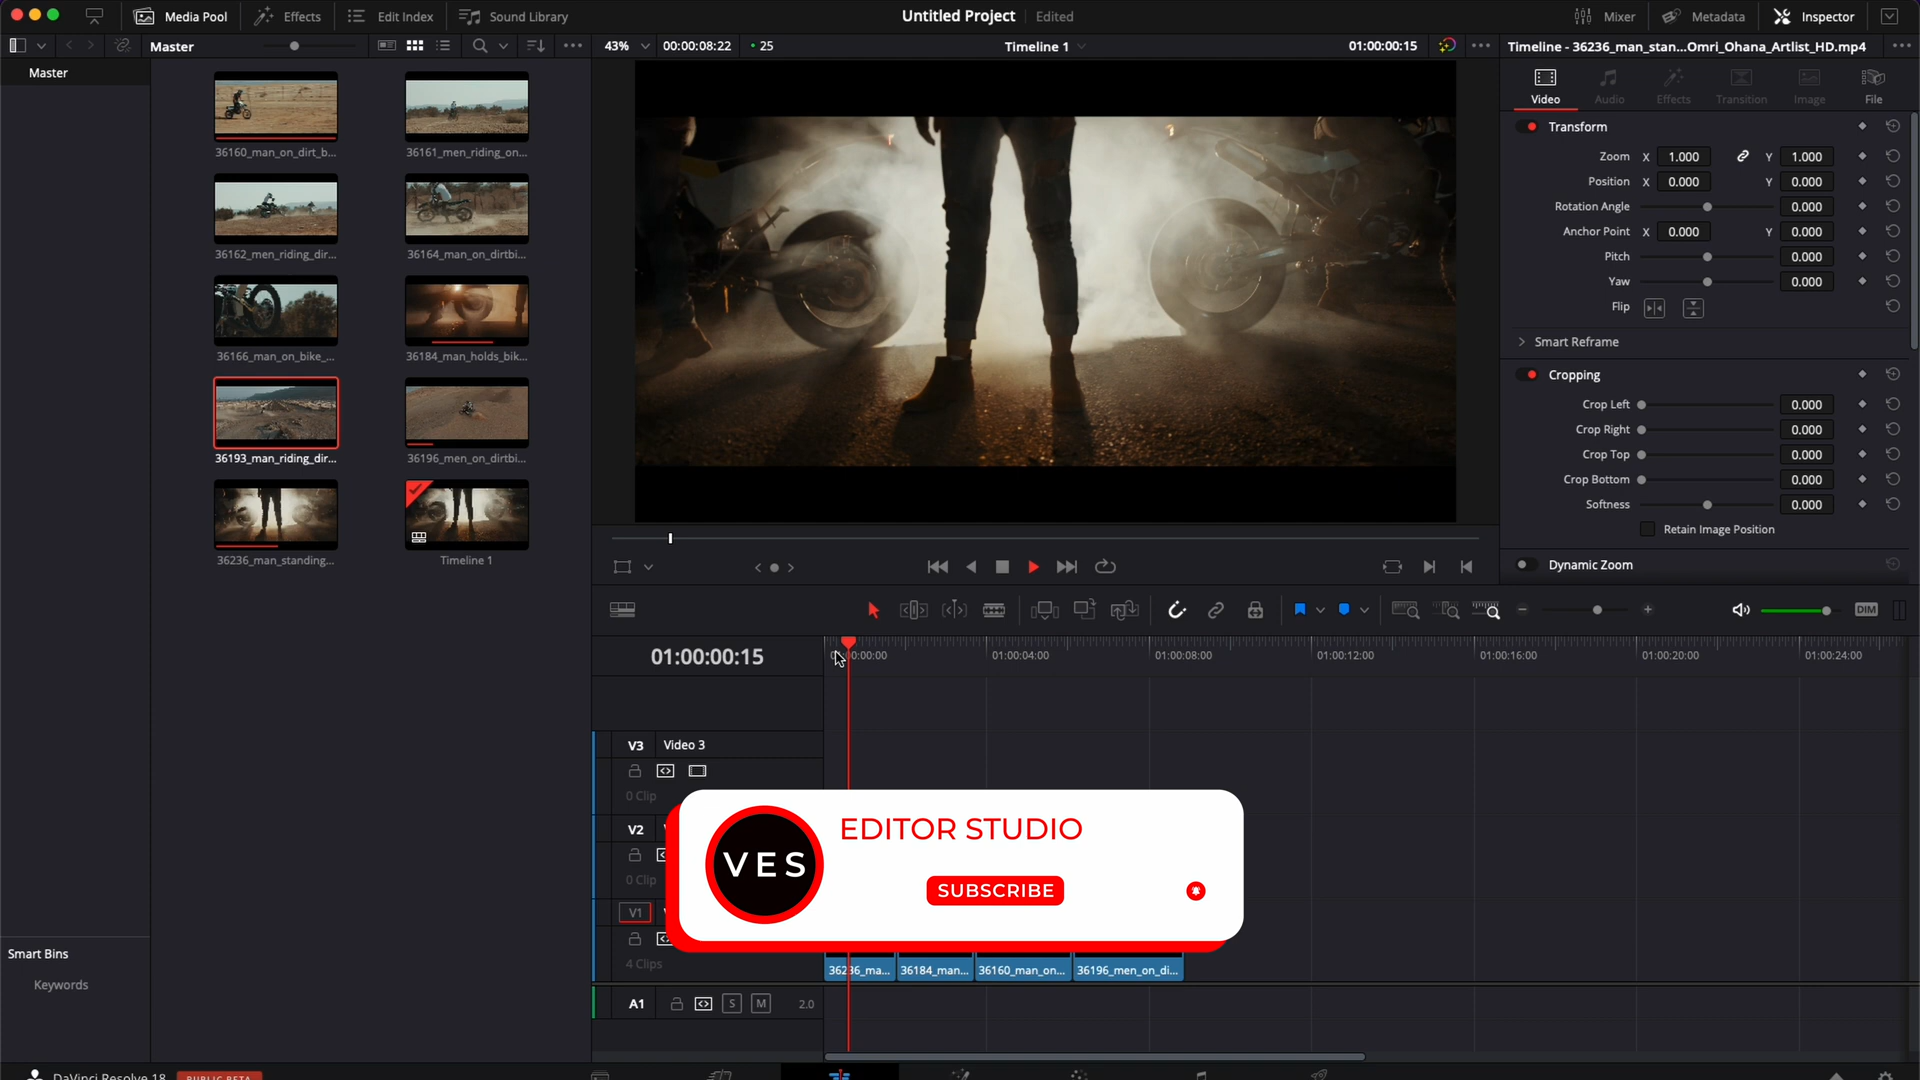 Media Pool Effects Edit Index Sound Library Untitled Project Edited Mixer Metadata Inspector
Master 43% 00:00:08:22 25 Timeline 1 01:00:00:15 Timeline - 36236_man_stan...Omri_Ohana_Artlist_HD.mp4
Master
36160_man_on_dirt_b...
36161_men_riding_on...
36162_men_riding_dir...
36164_man_on_dirtbi...
36166_man_on_bike_...
36184_man_holds_bik...
36193_man_riding_dir...
36196_men_on_dirtbi...
36236_man_standing...
Timeline 1
Smart Bins
Keywords
Video Audio Effects Transition Image File
Transform
Zoom X 1.000 Y 1.000
Position X 0.000 Y 0.000
Rotation Angle 0.000
Anchor Point X 0.000 Y 0.000
Pitch 0.000
Yaw 0.000
Flip
Smart Reframe
Cropping
Crop Left 0.000
Crop Right 0.000
Crop Top 0.000
Crop Bottom 0.000
Softness 0.000
Retain Image Position
Dynamic Zoom
DIM
01:00:00:15
01:00:04:00 01:00:08:00 01:00:12:00 01:00:16:00 01:00:20:00 01:00:24:00
V3 Video 3
0 Clip
V2
0 Clip
V1
4 Clips
EDITOR STUDIO
VES
SUBSCRIBE
36236_ma... 36184_man... 36160_man_on... 36196_men_on_di...
A1 S M 2.0
DaVinci Resolve 18 PUBLIC BETA